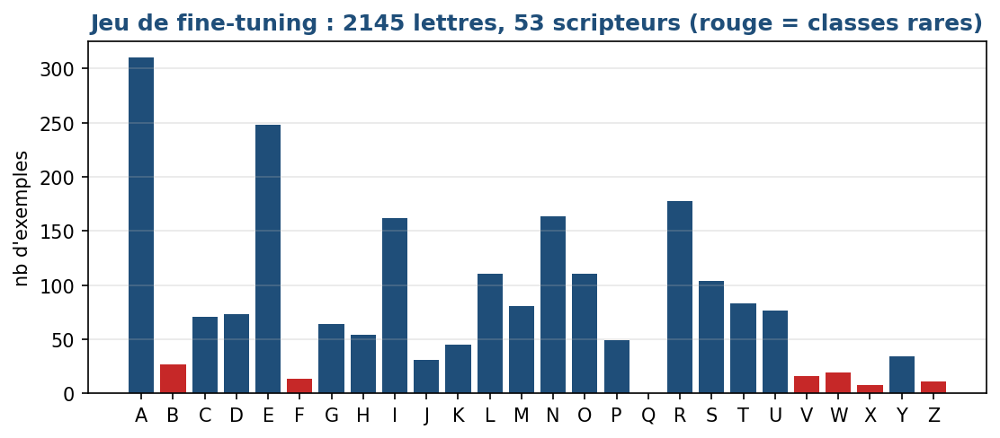 Jeu de fine-tuning : 2145 lettres, 53 scripteurs (rouge = classes rares)
nb d'exemples
300
250
200
150
100
50
0
A B C D E F G H I J K L M N O P Q R S T U V W X Y Z